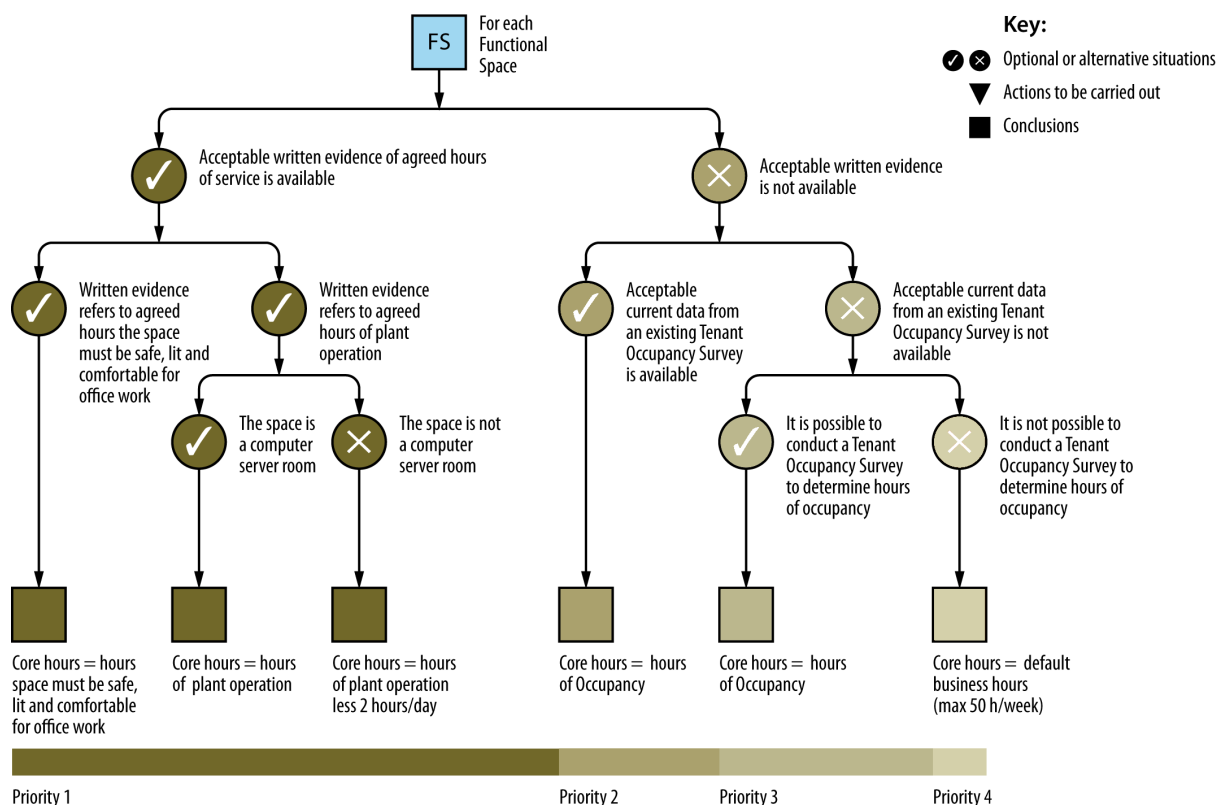 FS
For each
Functional
Space
Key:
Optional or alternative situations
Actions to be carried out
Conclusions
Acceptable written evidence of agreed hours
of service is available
Acceptable written evidence
is not available
Written evidence
refers to agreed
hours the space
must be safe, lit and
comfortable for
office work
Written evidence
refers to agreed
hours of plant
operation
Acceptable
current data from
an existing Tenant
Occupancy Survey
is available
Acceptable current data
from an existing Tenant
Occupancy Survey is not
available
The space is
a computer
server room
The space is not
a computer
server room
It is possible to
conduct a Tenant
Occupancy Survey
to determine hours
of occupancy
It is not possible to
conduct a Tenant
Occupancy Survey to
determine hours of
occupancy
Core hours = hours
space must be safe,
lit and comfortable
for office work
Core hours = hours
of plant operation
Core hours = hours
of plant operation
less 2 hours/day
Core hours = hours
of Occupancy
Core hours = hours
of Occupancy
Core hours = default
business hours
(max 50 h/week)
Priority 1
Priority 2
Priority 3
Priority 4